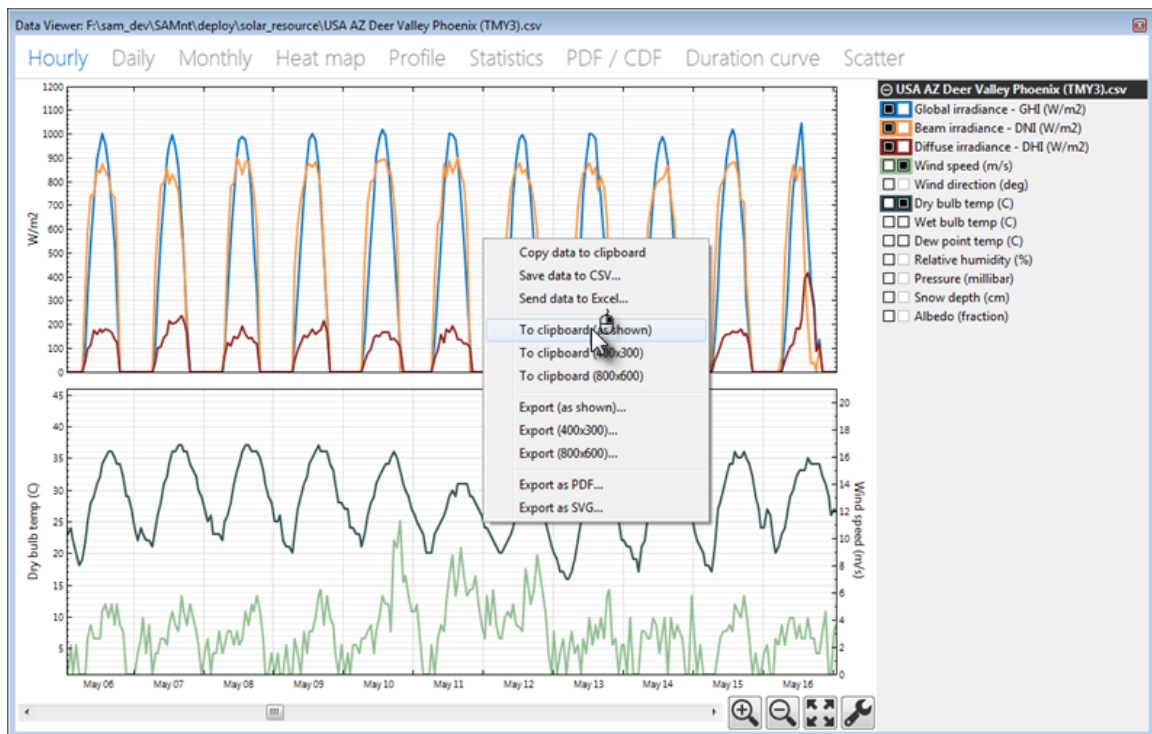 Data Viewer: F:\sam_dev\SAMnt\deploy\solar_resource\USA AZ Deer Valley Phoenix (TMY3).csv
Hourly Daily Monthly Heat map Profile Statistics PDF / CDF Duration curve Scatter
1200
1100
1000
900
800
700
600
500
400
300
200
100
0
W/m2
45
40
35
30
25
20
15
10
5
Dry bulb temp (C)
20
18
16
14
12
10
8
6
4
2
0
Wind speed (m/s)
May 06 May 07 May 08 May 09 May 10 May 11 May 12 May 13 May 14 May 15 May 16
Copy data to clipboard
Save data to CSV...
Send data to Excel...
To clipboard (as shown)
To clipboard (400x300)
To clipboard (800x600)
Export (as shown)...
Export (400x300)...
Export (800x600)...
Export as PDF...
Export as SVG...
USA AZ Deer Valley Phoenix (TMY3).csv
Global irradiance - GHI (W/m2)
Beam irradiance - DNI (W/m2)
Diffuse irradiance - DHI (W/m2)
Wind speed (m/s)
Wind direction (deg)
Dry bulb temp (C)
Wet bulb temp (C)
Dew point temp (C)
Relative humidity (%)
Pressure (millibar)
Snow depth (cm)
Albedo (fraction)